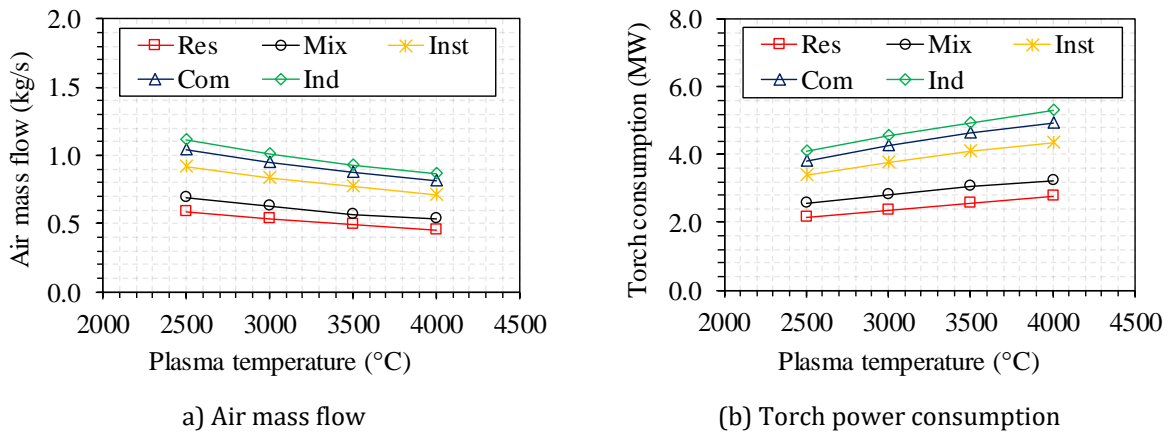 2.0
1.5
1.0
0.5
0.0
Air mass flow (kg/s)
Res Mix Inst
Com Ind
2000 2500 3000 3500 4000 4500
Plasma temperature (°C)
a) Air mass flow
8.0
6.0
4.0
2.0
0.0
Torch consumption (MW)
Res Mix Inst
Com Ind
2000 2500 3000 3500 4000 4500
Plasma temperature (°C)
(b) Torch power consumption